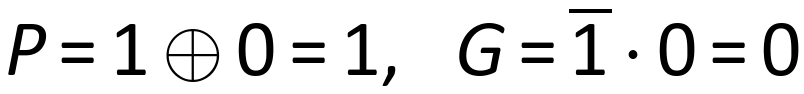 P = 1 ⊕ 0 = 1, G = 1̅ · 0 = 0